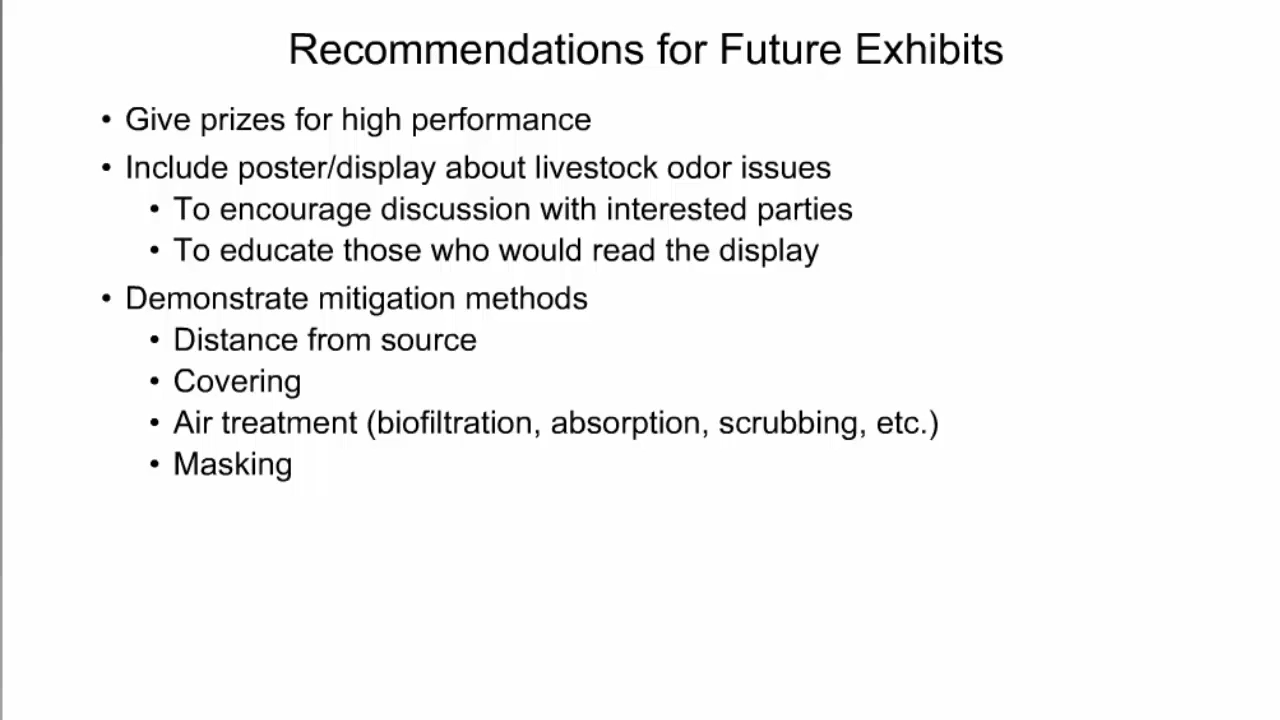 Recommendations for Future Exhibits
• Give prizes for high performance
• Include poster/display about livestock odor issues
• To encourage discussion with interested parties
• To educate those who would read the display
• Demonstrate mitigation methods
• Distance from source
• Covering
• Air treatment (biofiltration, absorption, scrubbing, etc.)
• Masking